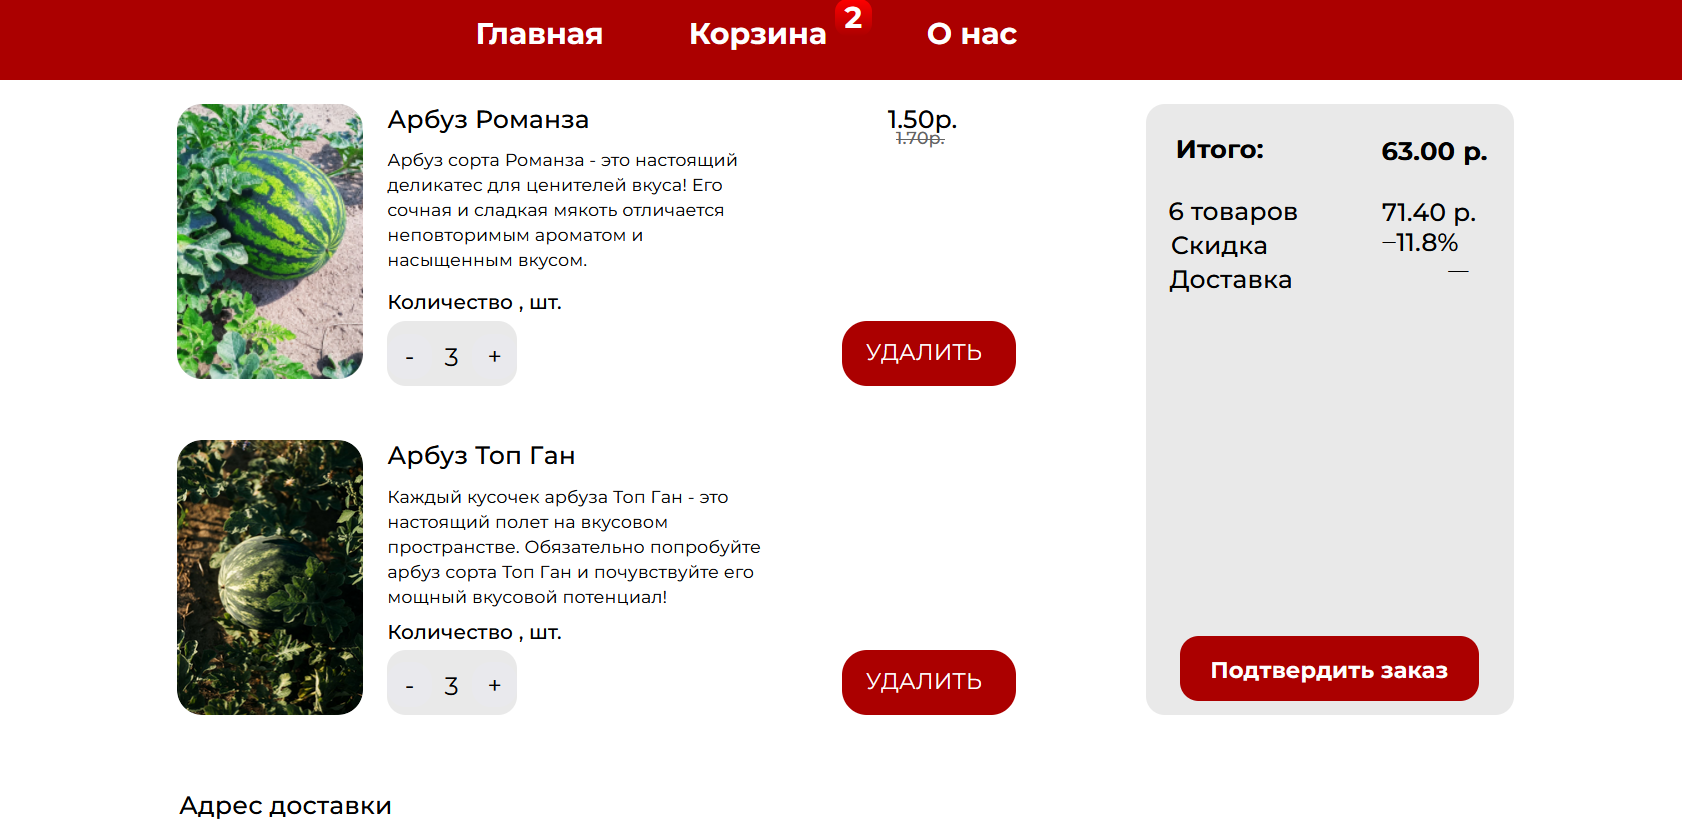 Главная Корзина 2 О нас
Арбуз Романза
1.50р.
1.70р.
Арбуз сорта Романза - это настоящий
деликатес для ценителей вкуса! Его
сочная и сладкая мякоть отличается
неповторимым ароматом и
насыщенным вкусом.
Количество , шт.
- 3 +
УДАЛИТЬ
Арбуз Топ Ган
Каждый кусочек арбуза Топ Ган - это
настоящий полет на вкусовом
пространстве. Обязательно попробуйте
арбуз сорта Топ Ган и почувствуйте его
мощный вкусовой потенциал!
Количество , шт.
- 3 +
УДАЛИТЬ
Итого: 63.00 р.
6 товаров 71.40 р.
Скидка –11.8%
Доставка —
Подтвердить заказ
Адрес доставки